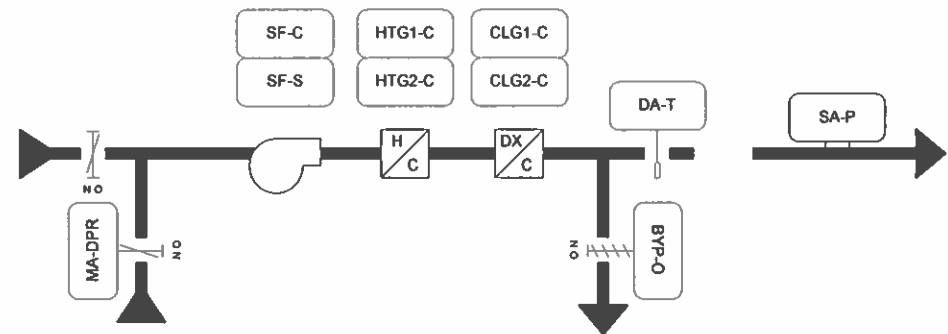 SF-C
HTG1-C
CLG1-C
SF-S
HTG2-C
CLG2-C
DA-T
SA-P
H
C
DX
C
NO
MA-DPR
NO
NO
BYP-O